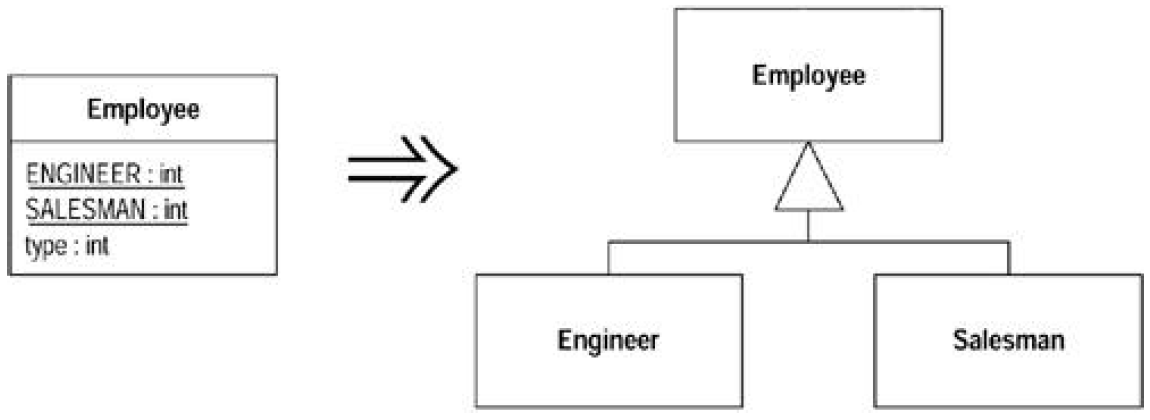 Employee
ENGINEER : int
SALESMAN : int
type : int
Employee
Engineer
Salesman